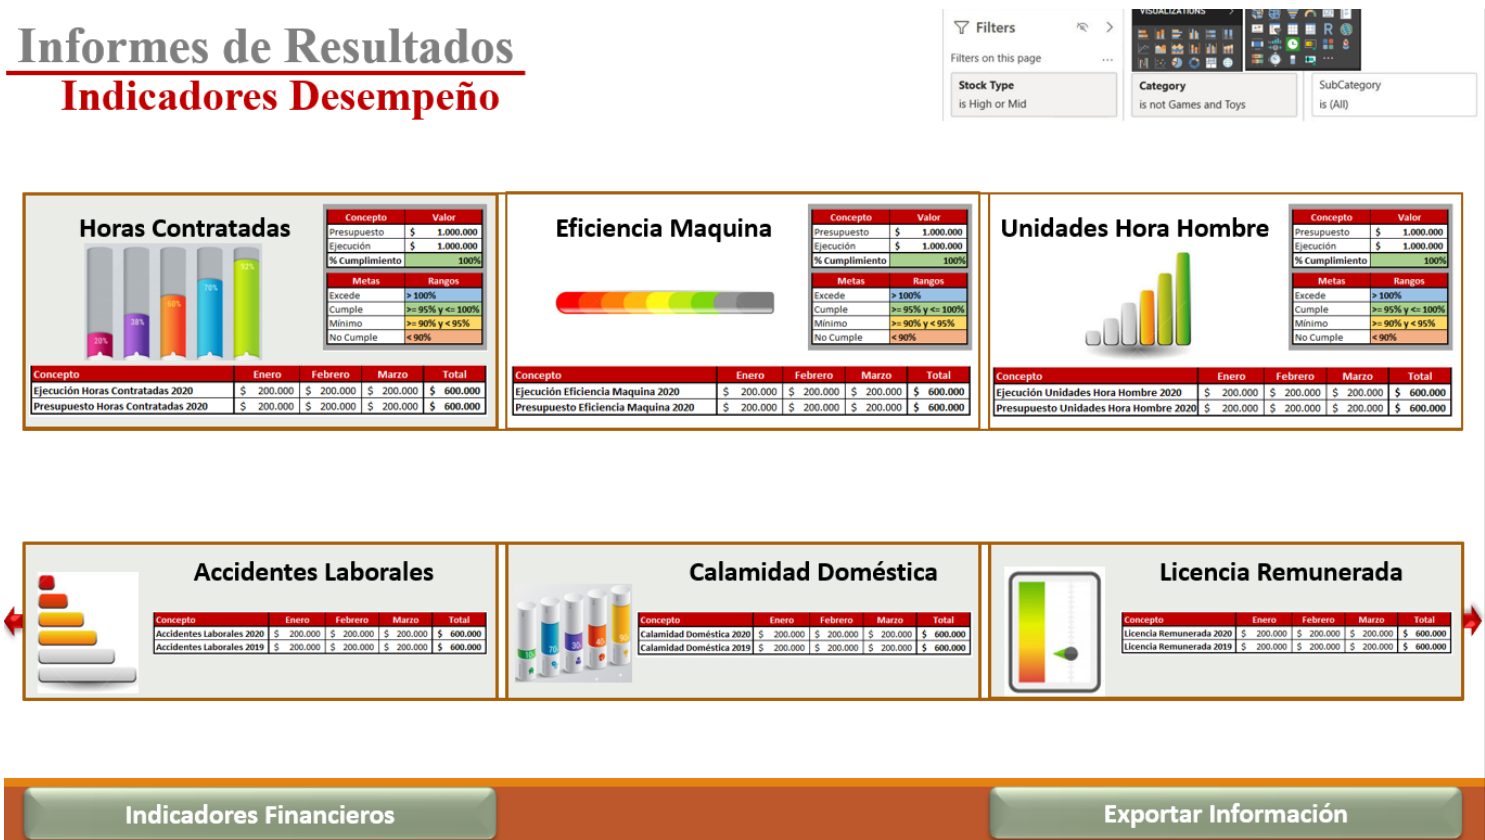 Informes de Resultados
Indicadores Desempeño
Filters
Filters on this page
...
Stock Type
is High or Mid
VISUALIZATIONS
Category
is not Games and Toys
SubCategory
is (All)
Horas Contratadas
20%
38%
50%
70%
92%
Concepto Valor
Presupuesto $ 1.000.000
Ejecución $ 1.000.000
% Cumplimiento 100%
Metas Rangos
Excede > 100%
Cumple >= 95% y <= 100%
Mínimo >= 90% y < 95%
No Cumple < 90%
Concepto Enero Febrero Marzo Total
Ejecución Horas Contratadas 2020 $ 200.000 $ 200.000 $ 200.000 $ 600.000
Presupuesto Horas Contratadas 2020 $ 200.000 $ 200.000 $ 200.000 $ 600.000
Eficiencia Maquina
Concepto Valor
Presupuesto $ 1.000.000
Ejecución $ 1.000.000
% Cumplimiento 100%
Metas Rangos
Excede > 100%
Cumple >= 95% y <= 100%
Mínimo >= 90% y < 95%
No Cumple < 90%
Concepto Enero Febrero Marzo Total
Ejecución Eficiencia Maquina 2020 $ 200.000 $ 200.000 $ 200.000 $ 600.000
Presupuesto Eficiencia Maquina 2020 $ 200.000 $ 200.000 $ 200.000 $ 600.000
Unidades Hora Hombre
Concepto Valor
Presupuesto $ 1.000.000
Ejecución $ 1.000.000
% Cumplimiento 100%
Metas Rangos
Excede > 100%
Cumple >= 95% y <= 100%
Mínimo >= 90% y < 95%
No Cumple < 90%
Concepto Enero Febrero Marzo Total
Ejecución Unidades Hora Hombre 2020 $ 200.000 $ 200.000 $ 200.000 $ 600.000
Presupuesto Unidades Hora Hombre 2020 $ 200.000 $ 200.000 $ 200.000 $ 600.000
Accidentes Laborales
Concepto Enero Febrero Marzo Total
Accidentes Laborales 2020 $ 200.000 $ 200.000 $ 200.000 $ 600.000
Accidentes Laborales 2019 $ 200.000 $ 200.000 $ 200.000 $ 600.000
Calamidad Doméstica
Concepto Enero Febrero Marzo Total
Calamidad Doméstica 2020 $ 200.000 $ 200.000 $ 200.000 $ 600.000
Calamidad Doméstica 2019 $ 200.000 $ 200.000 $ 200.000 $ 600.000
Licencia Remunerada
Concepto Enero Febrero Marzo Total
Licencia Remunerada 2020 $ 200.000 $ 200.000 $ 200.000 $ 600.000
Licencia Remunerada 2019 $ 200.000 $ 200.000 $ 200.000 $ 600.000
Indicadores Financieros
Exportar Información